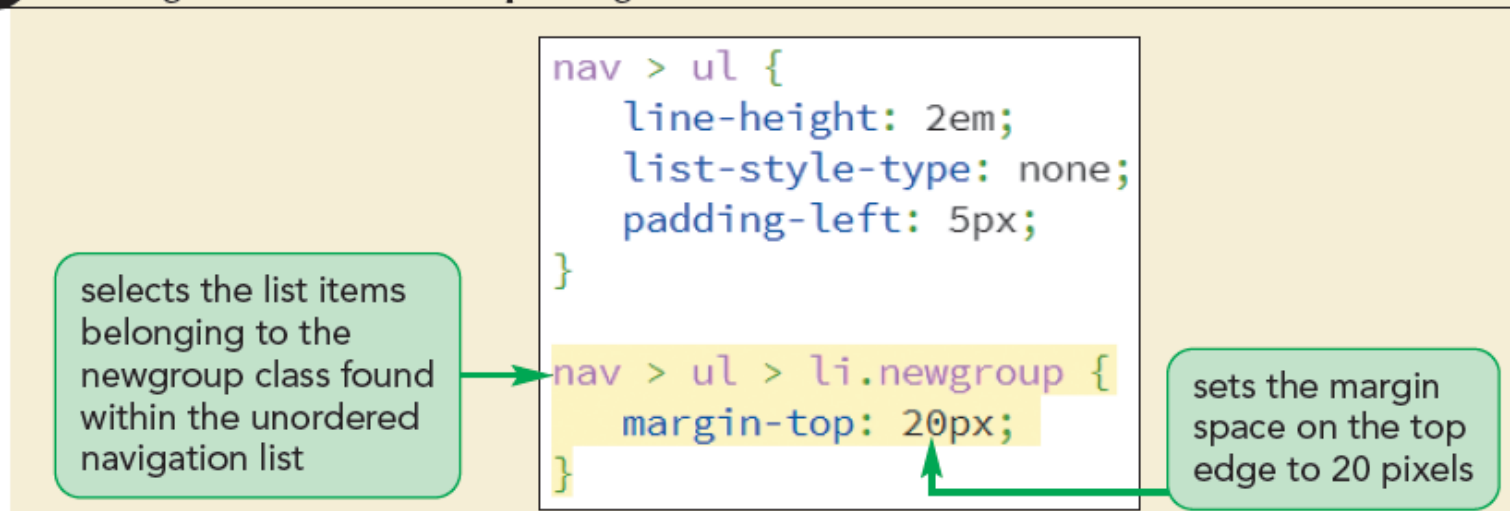 nav > ul {
line-height: 2em;
list-style-type: none;
padding-left: 5px;
}
selects the list items
belonging to the
newgroup class found
within the unordered
navigation list
nav > ul > li.newgroup {
margin-top: 20px;
}
sets the margin
space on the top
edge to 20 pixels